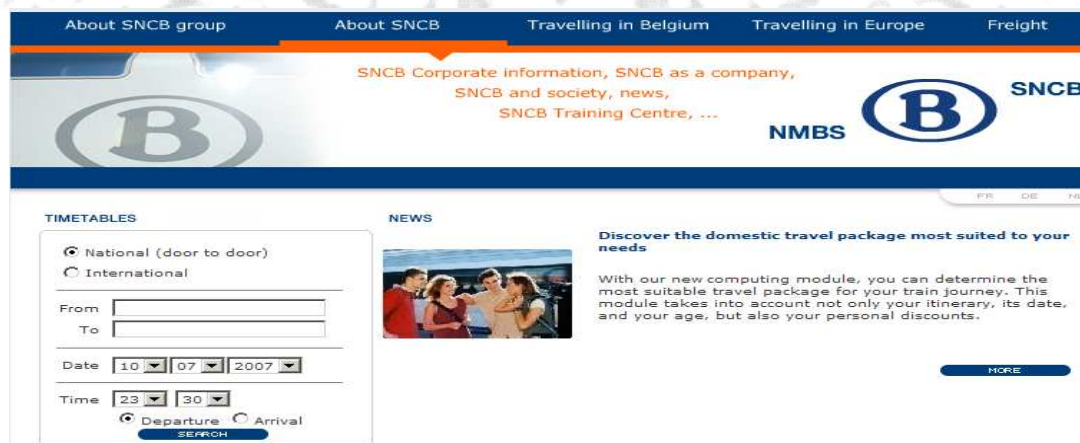 About SNCB group About SNCB Travelling in Belgium Travelling in Europe Freight
SNCB Corporate information, SNCB as a company,
SNCB and society, news,
SNCB Training Centre, ...
B
NMBS B SNCB
FR DE NL
TIMETABLES
National (door to door)
International
From
To
Date 10 07 2007
Time 23 30
Departure Arrival
SEARCH
NEWS
Discover the domestic travel package most suited to your
needs
With our new computing module, you can determine the
most suitable travel package for your train journey. This
module takes into account not only your itinerary, its date,
and your age, but also your personal discounts.
MORE